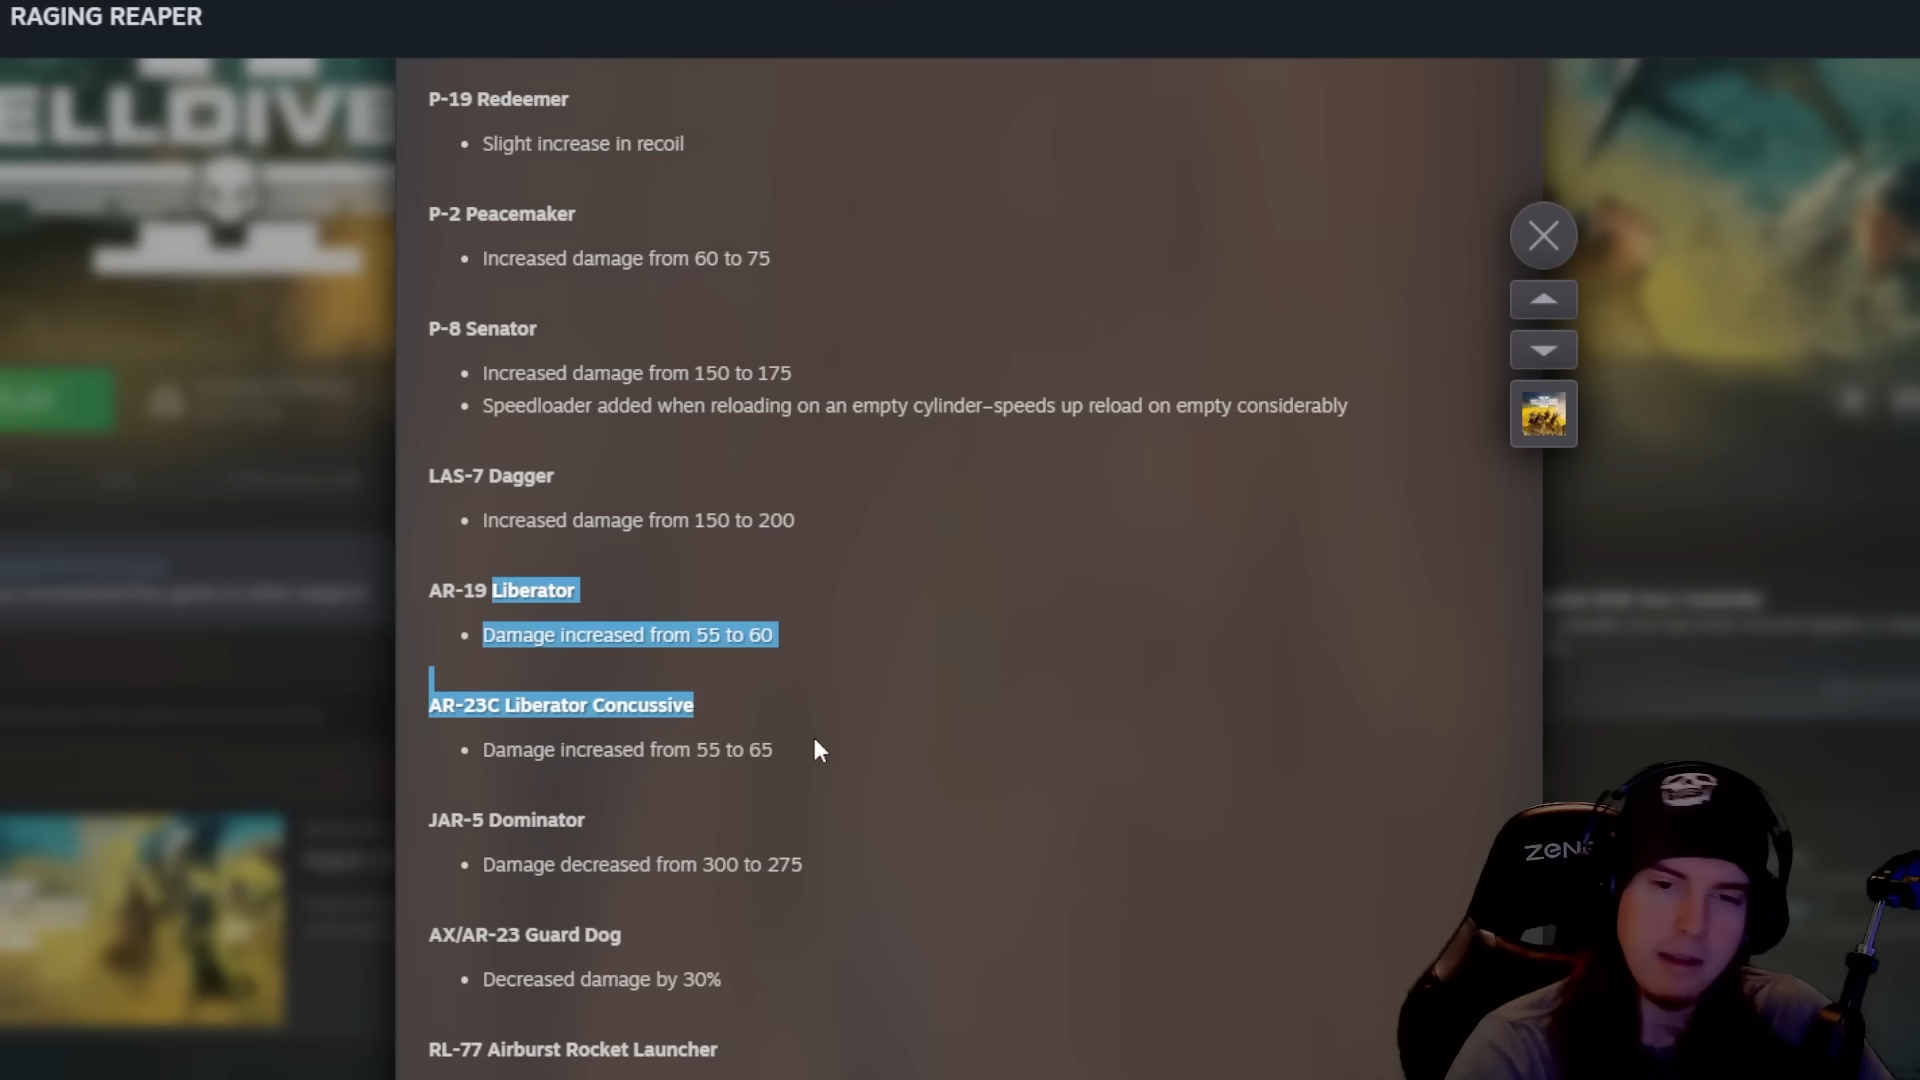 RAGING REAPER
ELLDIVE
P-19 Redeemer
• Slight increase in recoil
P-2 Peacemaker
• Increased damage from 60 to 75
P-8 Senator
• Increased damage from 150 to 175
• Speedloader added when reloading on an empty cylinder–speeds up reload on empty considerably
LAS-7 Dagger
• Increased damage from 150 to 200
AR-19 Liberator
• Damage increased from 55 to 60
AR-23C Liberator Concussive
• Damage increased from 55 to 65
JAR-5 Dominator
• Damage decreased from 300 to 275
AX/AR-23 Guard Dog
• Decreased damage by 30%
RL-77 Airburst Rocket Launcher